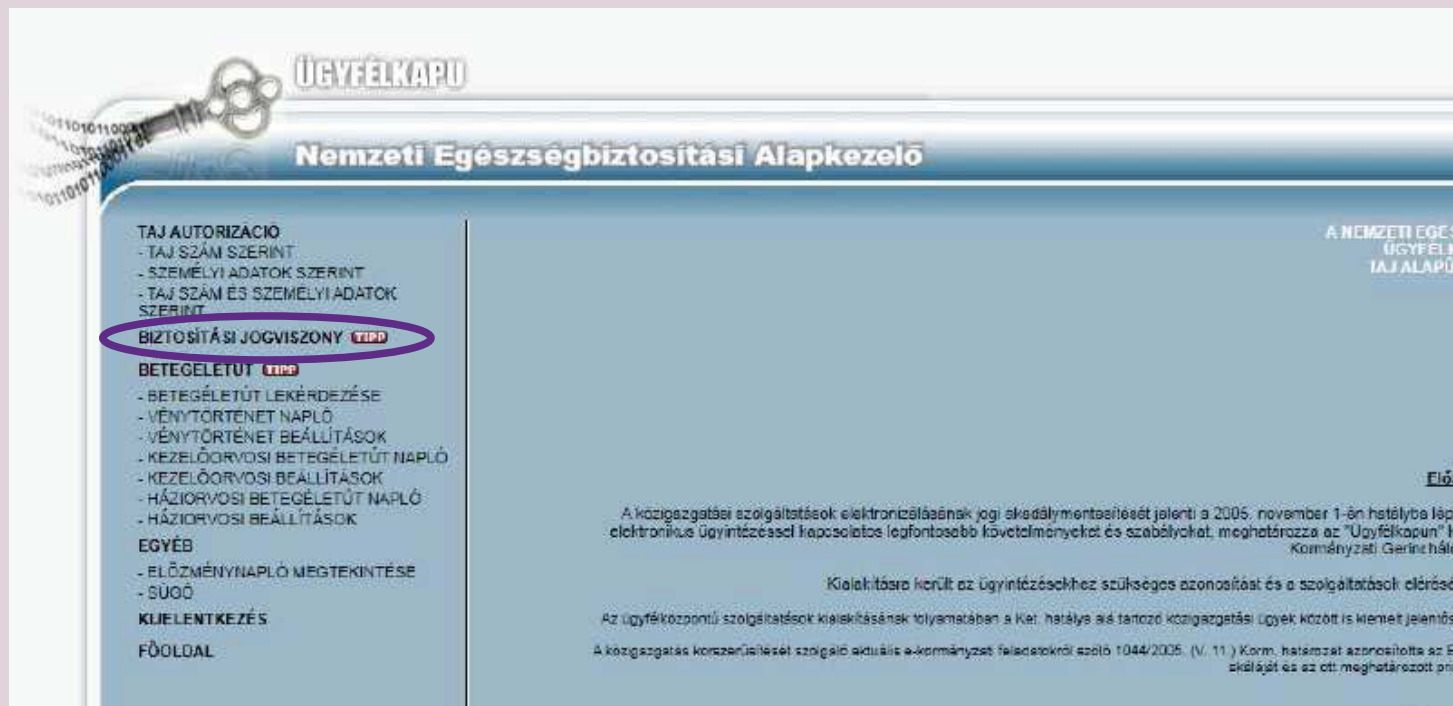 ÜGYFÉLKAPU
Nemzeti Egészségbiztosítási Alapkezelő
TAJ AUTORIZÁCIÓ
- TAJ SZÁM SZERINT
- SZEMÉLYI ADATOK SZERINT
- TAJ SZÁM ÉS SZEMÉLYI ADATOK
SZERINT
BIZTOSÍTÁSI JOGVISZONY TIPP
BETEGÉLETÚT TIPP
- BETEGÉLETÚT LEKÉRDEZÉSE
- VÉNYTÖRTÉNET NAPLÓ
- VÉNYTÖRTÉNET BEÁLLÍTÁSOK
- KEZELŐORVOSI BETEGÉLETÚT NAPLÓ
- KEZELŐORVOSI BEÁLLÍTÁSOK
- HÁZIORVOSI BETEGÉLETÚT NAPLÓ
- HÁZIORVOSI BEÁLLÍTÁSOK
EGYÉB
- ELŐZMÉNYNAPLÓ MEGTEKINTÉSE
- SÚGÓ
KIJELENTKEZÉS
FŐOLDAL
A NEMZETI EGÉS
ÜGYFÉLK
TAJ ALAPÚ
Elő
A közigazgatási szolgáltatások elektronizálásának jogi akadálymentesítését jelenti a 2005. november 1-én hatályba lép
elektronikus ügyintézéssel kapcsolatos legfontosabb követelményeket és szabályokat, meghatározza az "Ügyfélkapun" k
Kormányzati Gerinchál
Kialakításra került az ügyintézésekhez szükséges azonosítást és a szolgáltatások elérésé
Az ügyfélközpontú szolgáltatások kialakításának folyamatában a Ket. hatálya alá tartozó közigazgatási ügyek között is kiemelt jelentős
A közigazgatás korszerűsítését szolgáló aktuális e-kormányzati feladatokról szóló 1044/2005. (V. 11.) Korm. határozat azonosította az E
skáláját és az ott meghatározott pri